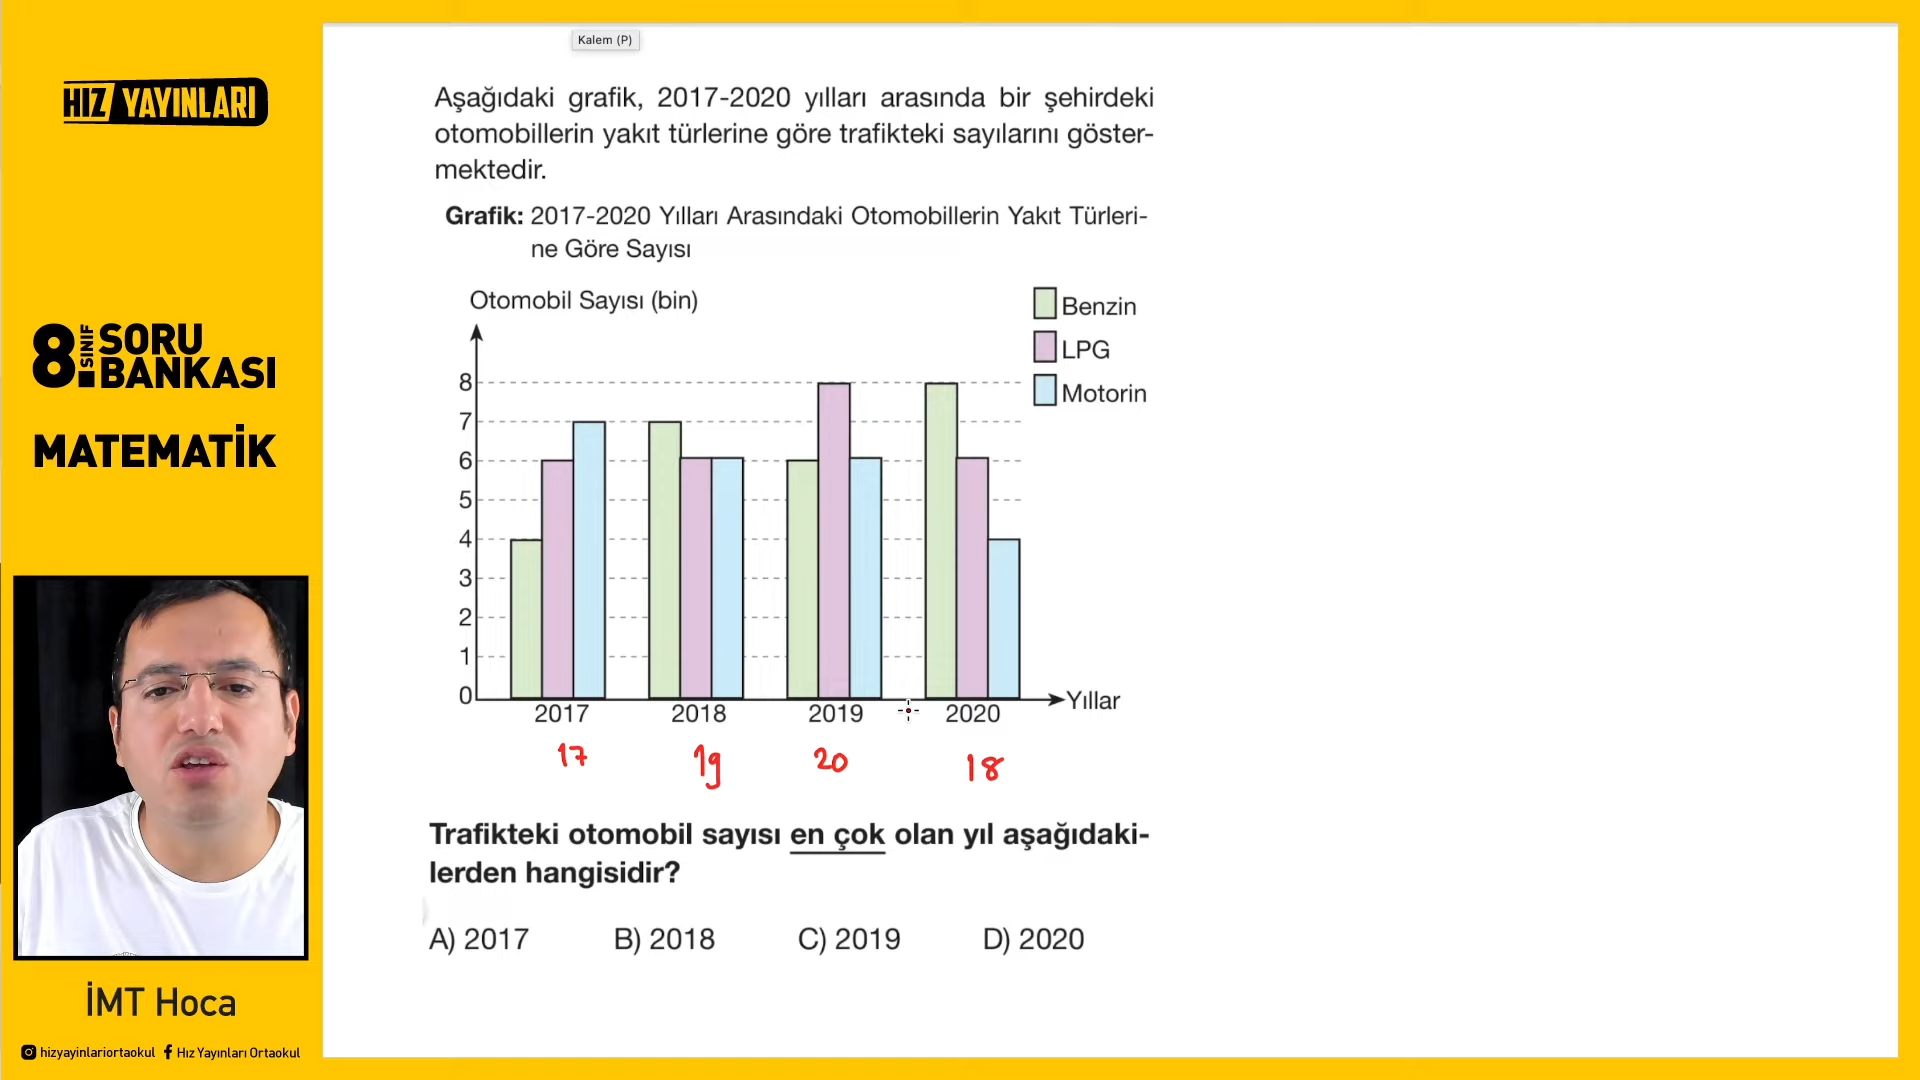 Kalem (P)
HIZ YAYINLARI
8. SINIF SORU BANKASI
MATEMATİK
İMT Hoca
hizyayinlariortaokul Hız Yayınları Ortaokul
Aşağıdaki grafik, 2017-2020 yılları arasında bir şehirdeki
otomobillerin yakıt türlerine göre trafikteki sayılarını göster-
mektedir.
Grafik: 2017-2020 Yılları Arasındaki Otomobillerin Yakıt Türleri-
ne Göre Sayısı
Otomobil Sayısı (bin)
Benzin
LPG
Motorin
8
7
6
5
4
3
2
1
0
2017 2018 2019 2020 Yıllar
17 19 20 18
Trafikteki otomobil sayısı en çok olan yıl aşağıdaki-
lerden hangisidir?
A) 2017 B) 2018 C) 2019 D) 2020